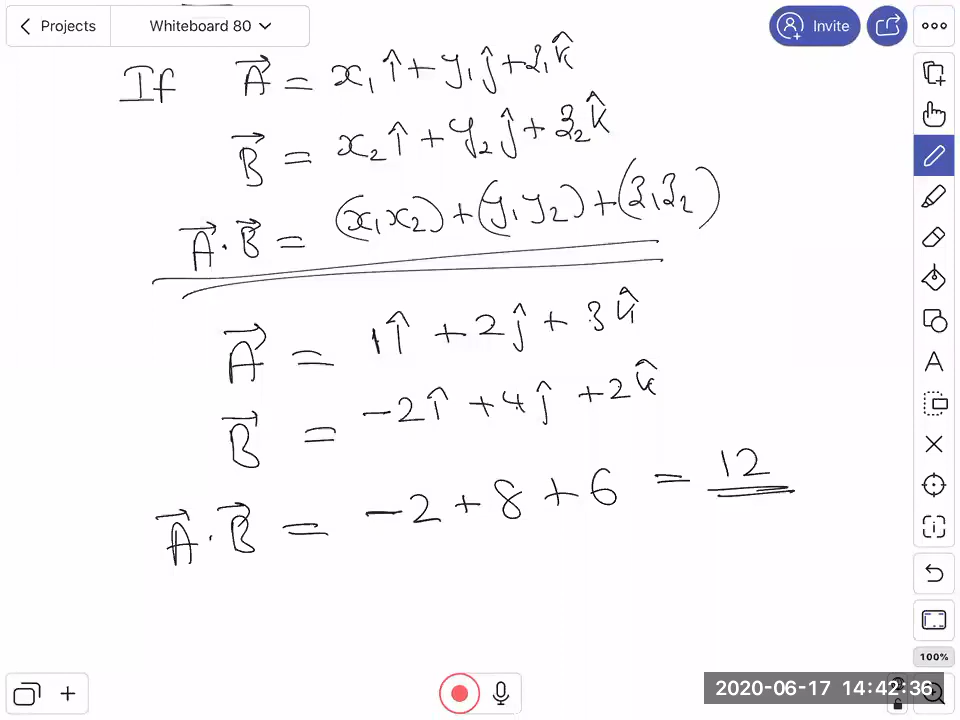 Projects
Whiteboard 80
Invite
If A⃗ = x₁î + y₁ĵ + z₁k̂
B⃗ = x₂î + y₂ĵ + z₂k̂
A⃗ · B⃗ = (x₁x₂) + (y₁y₂) + (z₁z₂)
A⃗ = 1î + 2ĵ + 3k̂
B⃗ = -2î + 4ĵ + 2k̂
A⃗ · B⃗ = -2 + 8 + 6 = 12
A
100%
2020-06-17 14:42:36